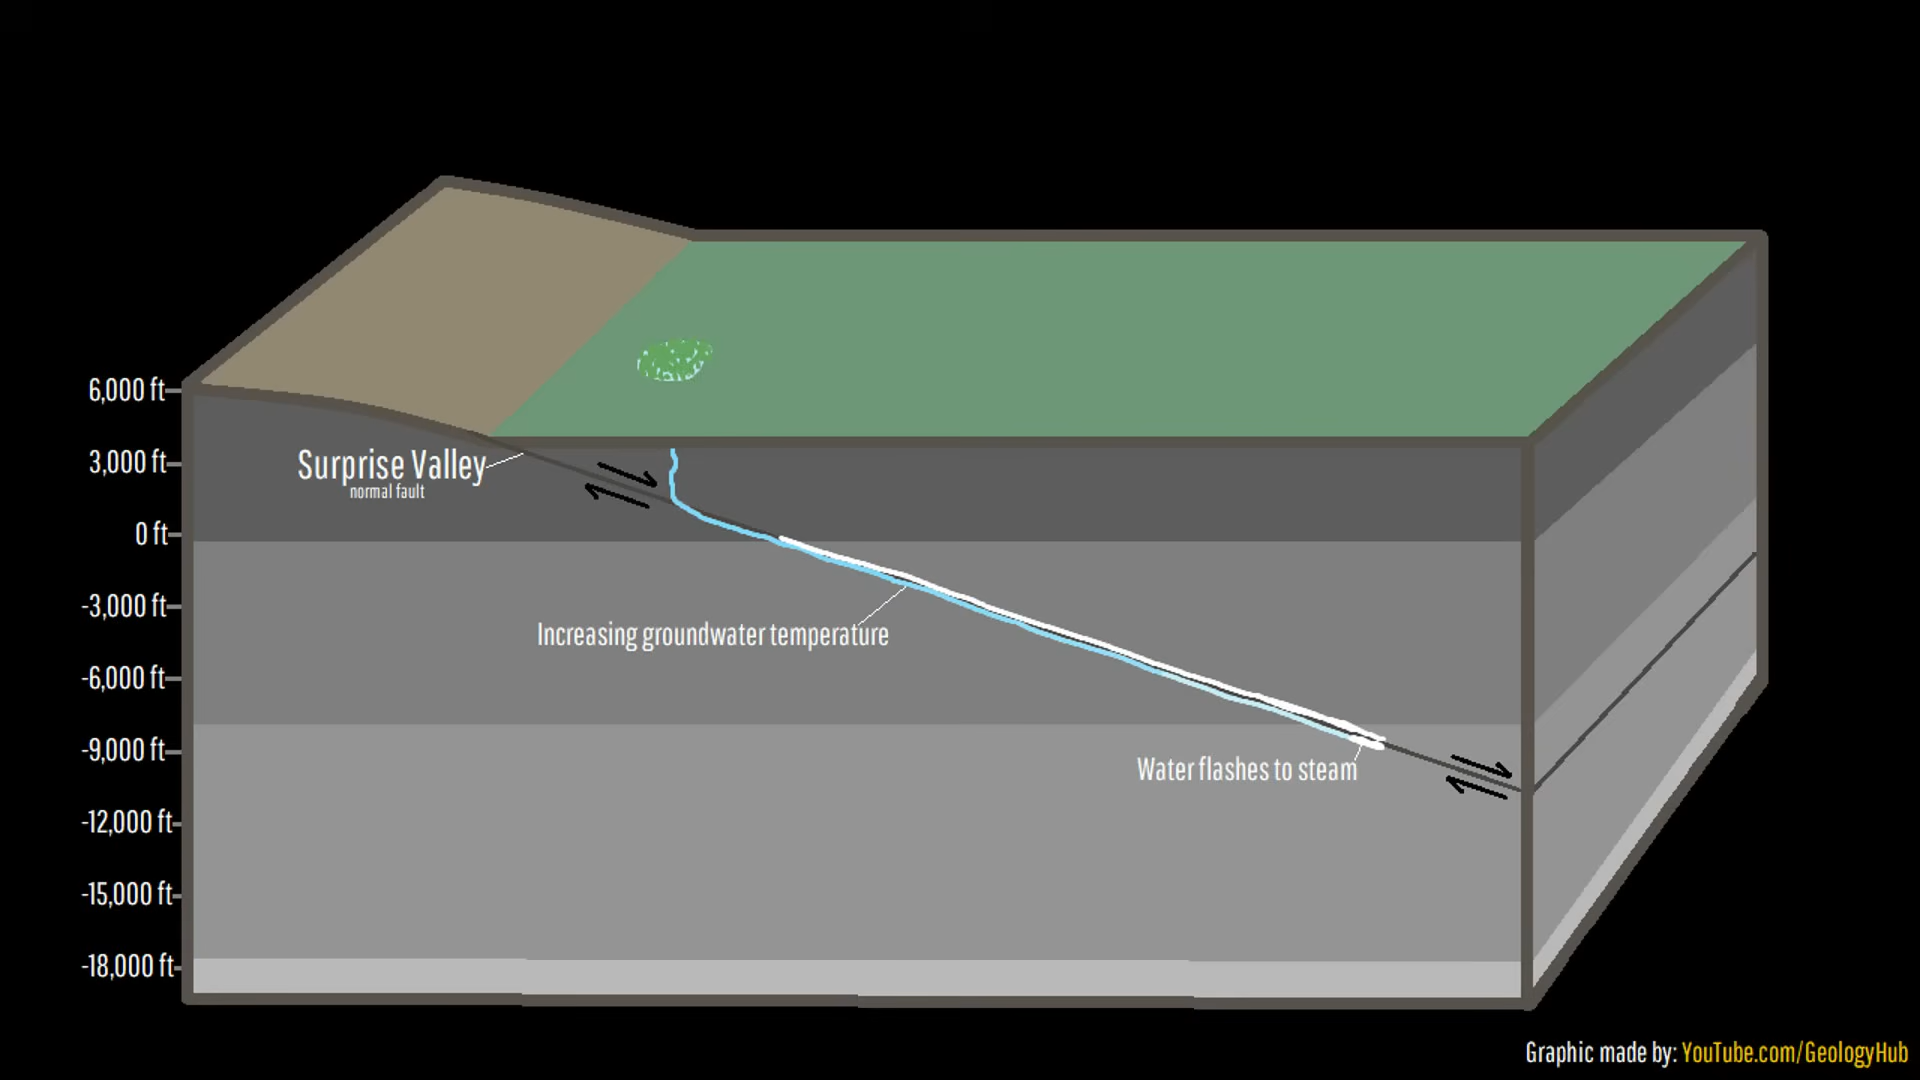 6,000 ft
3,000 ft
Surprise Valley
normal fault
0 ft
-3,000 ft
Increasing groundwater temperature
-6,000 ft
-9,000 ft
Water flashes to steam
-12,000 ft
-15,000 ft
-18,000 ft
Graphic made by: YouTube.com/GeologyHub